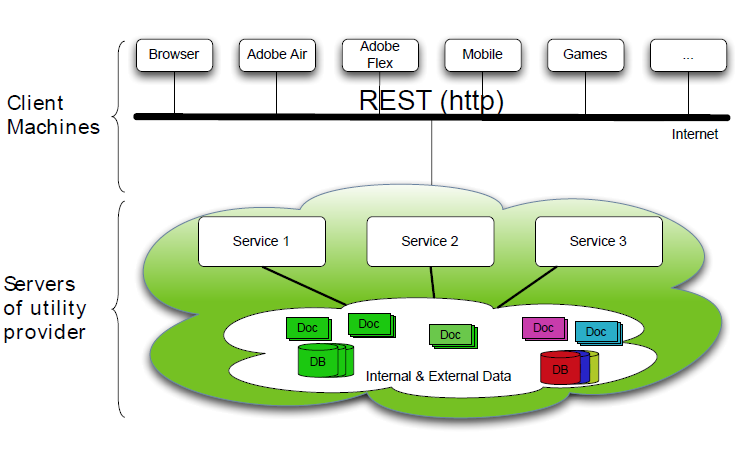 Browser
Adobe Air
Adobe
Flex
Mobile
Games
...
Client
Machines
REST (http)
Internet
Servers
of utility
provider
Service 1
Service 2
Service 3
Doc
Doc
Doc
Doc
Doc
DB
Internal & External Data
DB